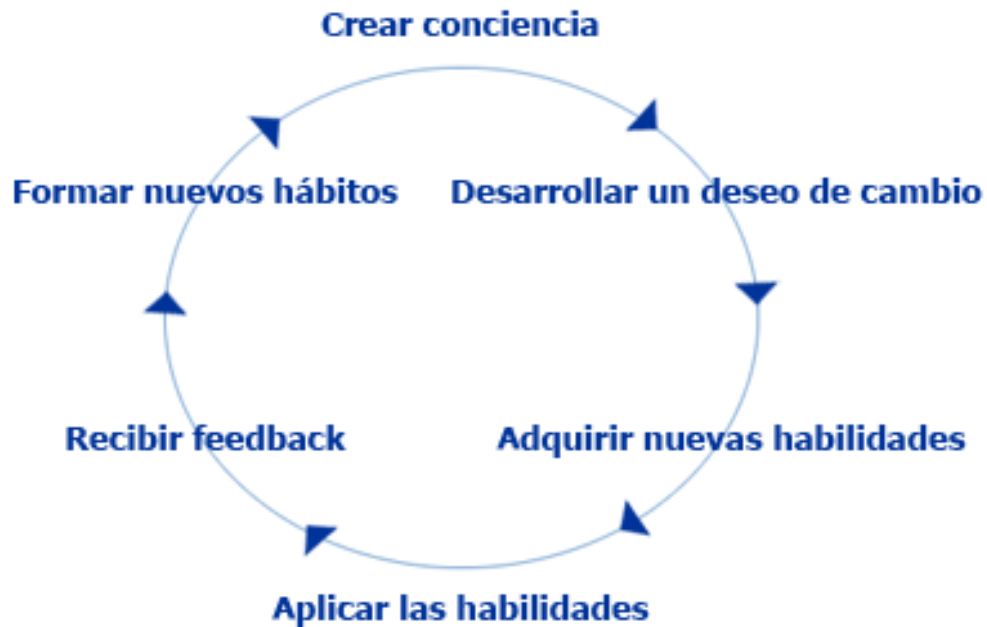 Crear conciencia
Formar nuevos hábitos
Desarrollar un deseo de cambio
Recibir feedback
Adquirir nuevas habilidades
Aplicar las habilidades